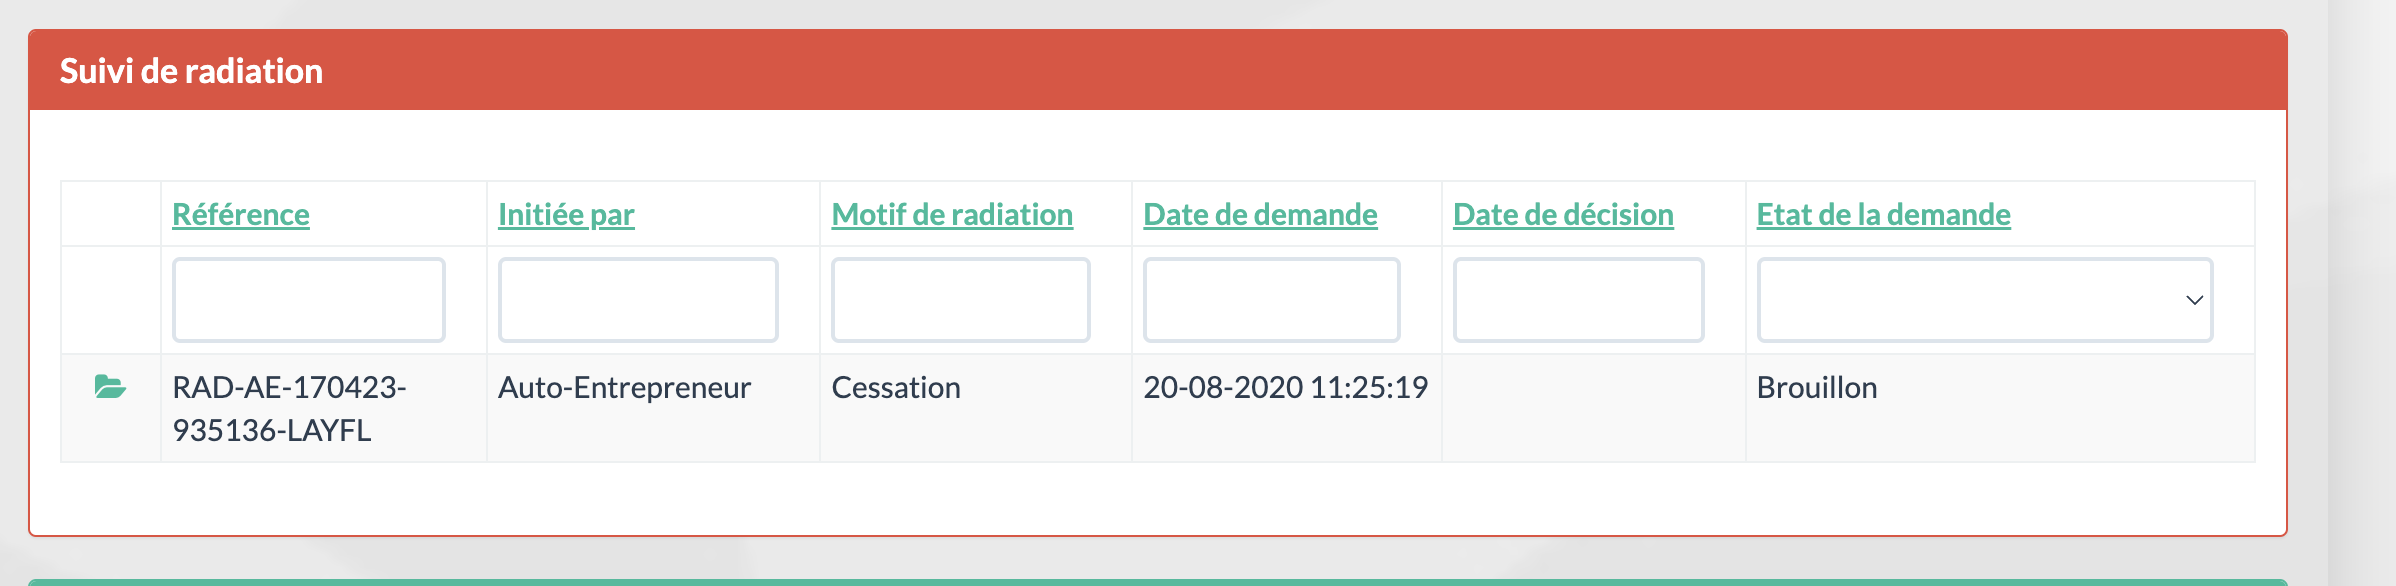 Suivi de radiation
Référence Initiée par Motif de radiation Date de demande Date de décision Etat de la demande
RAD-AE-170423- Auto-Entrepreneur Cessation 20-08-2020 11:25:19 Brouillon
935136-LAYFL